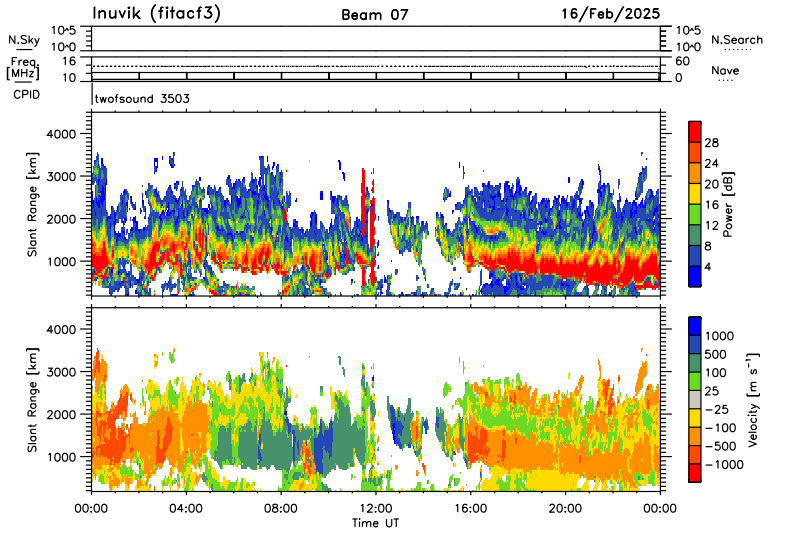 Inuvik (fitacf3) Beam 07 16/Feb/2025
N.Sky 10^5 10^5 N.Search
10^0 10^0
Freq. 16 60 Nave
[MHz] 10 0
CPID twofsound 3503
Slant Range [km]
4000
3000
2000
1000
Power [dB]
28
24
20
16
12
8
4
Slant Range [km]
4000
3000
2000
1000
Velocity [m s⁻¹]
1000
500
100
25
−25
−100
−500
−1000
00:00 04:00 08:00 12:00 16:00 20:00 00:00
Time UT